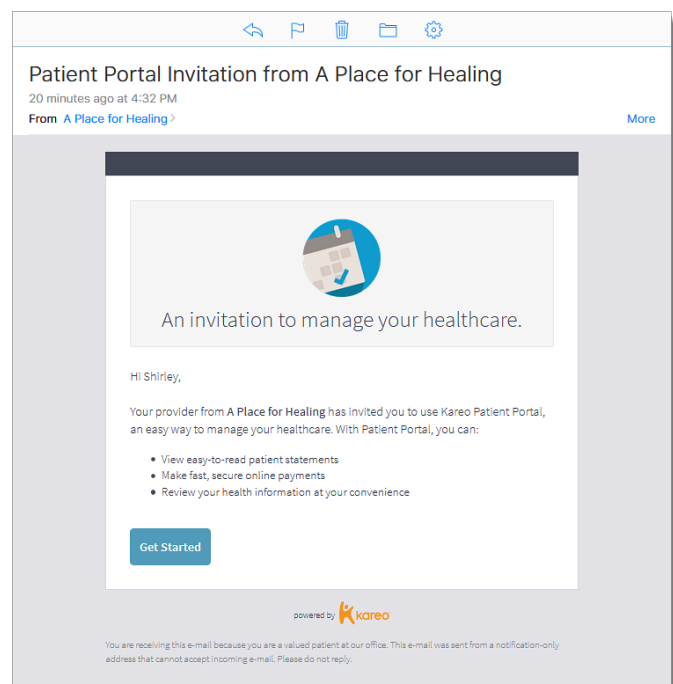 Patient Portal Invitation from A Place for Healing
20 minutes ago at 4:32 PM
From A Place for Healing
More
An invitation to manage your healthcare.
Hi Shirley,
Your provider from A Place for Healing has invited you to use Kareo Patient Portal,
an easy way to manage your healthcare. With Patient Portal, you can:
• View easy-to-read patient statements
• Make fast, secure online payments
• Review your health information at your convenience
Get Started
powered by kareo
You are receiving this e-mail because you are a valued patient at our office. This e-mail was sent from a notification-only
address that cannot accept incoming e-mail. Please do not reply.